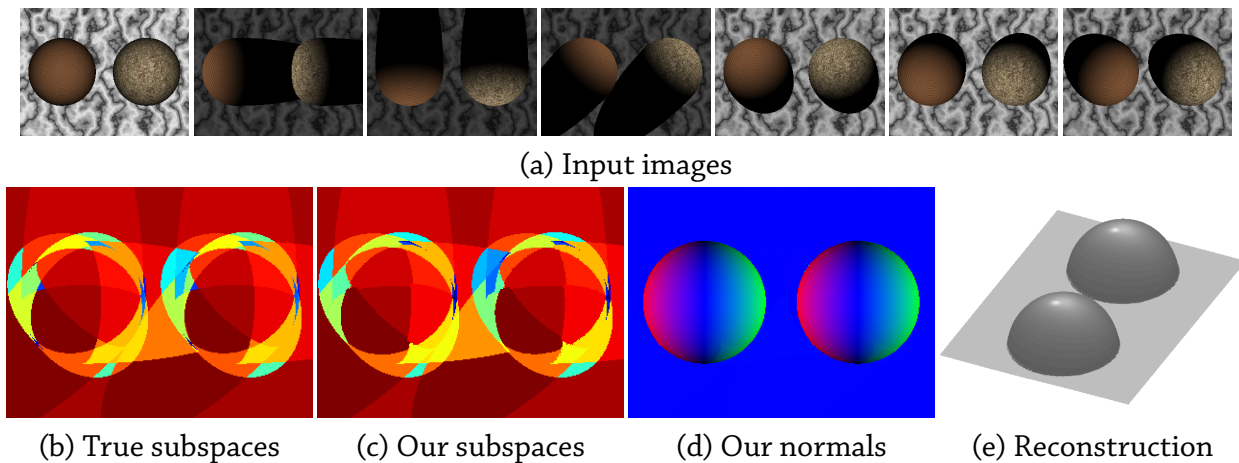 (a) Input images
(b) True subspaces
(c) Our subspaces
(d) Our normals
(e) Reconstruction